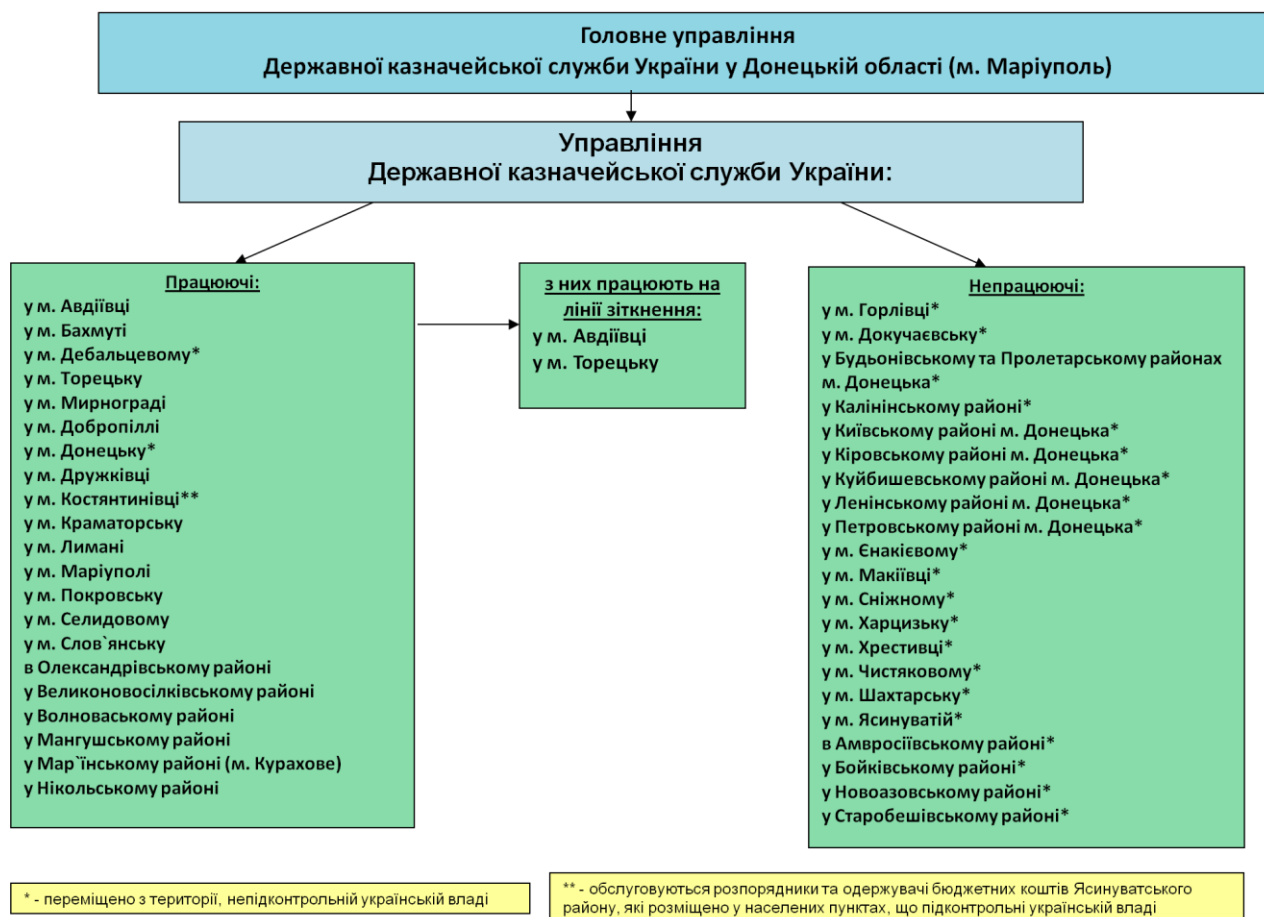 Головне управління
Державної казначейської служби України у Донецькій області (м. Маріуполь)
Управління
Державної казначейської служби України:
Працюючі:
у м. Авдіївці
у м. Бахмуті
у м. Дебальцевому*
у м. Торецьку
у м. Мирнограді
у м. Добропіллі
у м. Донецьку*
у м. Дружківці
у м. Костянтинівці**
у м. Краматорську
у м. Лимані
у м. Маріуполі
у м. Покровську
у м. Селидовому
у м. Слов`янську
в Олександрівському районі
у Великоновосілківському районі
у Волноваському районі
у Мангушському районі
у Мар`їнському районі (м. Курахове)
у Нікольському районі
з них працюють на
лінії зіткнення:
у м. Авдіївці
у м. Торецьку
Непрацюючі:
у м. Горлівці*
у м. Докучаєвську*
у Будьонівському та Пролетарському районах
м. Донецька*
у Калінінському районі*
у Київському районі м. Донецька*
у Кіровському районі м. Донецька*
у Куйбишевському районі м. Донецька*
у Ленінському районі м. Донецька*
у Петровському районі м. Донецька*
у м. Єнакієвому*
у м. Макіївці*
у м. Сніжному*
у м. Харцизьку*
у м. Хрестивці*
у м. Чистяковому*
у м. Шахтарську*
у м. Ясинуватій*
в Амвросіївському районі*
у Бойківському районі*
у Новоазовському районі*
у Старобешівському районі*
* - переміщено з території, непідконтрольній українській владі
** - обслуговуються розпорядники та одержувачі бюджетних коштів Ясинуватського
району, які розміщено у населених пунктах, що підконтрольні українській владі